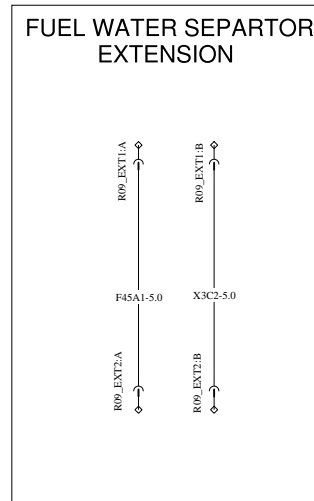 FUEL WATER SEPARTOR
EXTENSION
R09_EXT1:A
R09_EXT1:B
F45A1-5.0
X3C2-5.0
R09_EXT2:A
R09_EXT2:B